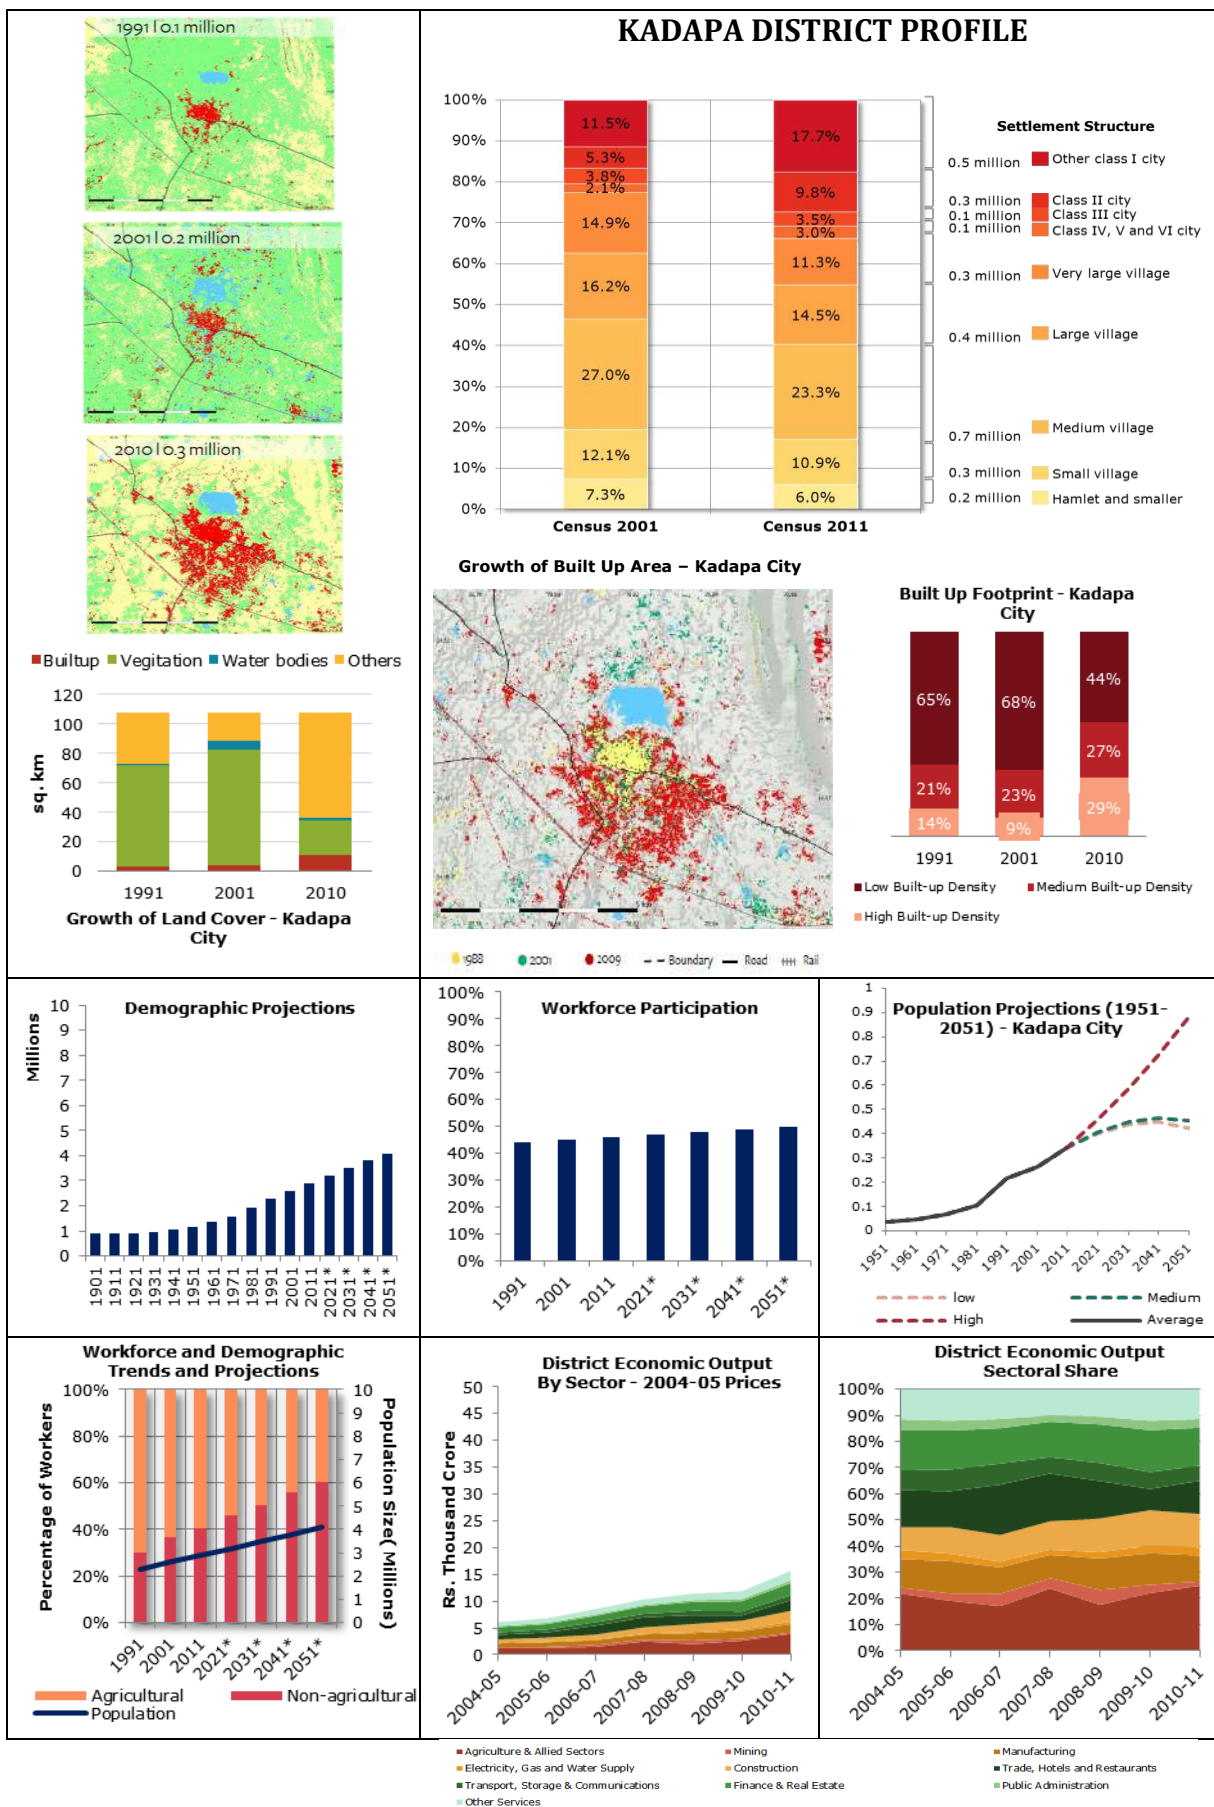 1991 | 0.1 million
2001 | 0.2 million
2010 | 0.3 million
Builtup Vegitation Water bodies Others
120
100
80
60
40
20
0
sq. km
1991 2001 2010
Growth of Land Cover - Kadapa
City
KADAPA DISTRICT PROFILE
100%
90%
80%
70%
60%
50%
40%
30%
20%
10%
0%
11.5%
5.3%
3.8%
2.1%
14.9%
16.2%
27.0%
12.1%
7.3%
17.7%
9.8%
3.5%
3.0%
11.3%
14.5%
23.3%
10.9%
6.0%
Census 2001 Census 2011
Settlement Structure
0.5 million Other class I city
0.3 million Class II city
0.1 million Class III city
0.1 million Class IV, V and VI city
0.3 million Very large village
0.4 million Large village
0.7 million Medium village
0.3 million Small village
0.2 million Hamlet and smaller
Growth of Built Up Area – Kadapa City
1988 2001 2009 Boundary Road Rail
Built Up Footprint - Kadapa
City
65% 68% 44%
21% 23% 27%
14% 9% 29%
1991 2001 2010
Low Built-up Density Medium Built-up Density
High Built-up Density
Demographic Projections
Millions
10
9
8
7
6
5
4
3
2
1
0
1901 1911 1921 1931 1941 1951 1961 1971 1981 1991 2001 2011 2021* 2031* 2041* 2051*
Workforce Participation
100%
90%
80%
70%
60%
50%
40%
30%
20%
10%
0%
1991 2001 2011 2021* 2031* 2041* 2051*
Population Projections (1951-
2051) - Kadapa City
1
0.9
0.8
0.7
0.6
0.5
0.4
0.3
0.2
0.1
0
1951 1961 1971 1981 1991 2001 2011 2021 2031 2041 2051
low Medium
High Average
Workforce and Demographic
Trends and Projections
Percentage of Workers
100%
80%
60%
40%
20%
0%
10
9
8
7
6
5
4
3
2
1
0
Population Size( Millions)
1991 2001 2011 2021* 2031* 2041* 2051*
Agricultural Non-agricultural
Population
District Economic Output
By Sector - 2004-05 Prices
Rs. Thousand Crore
50
45
40
35
30
25
20
15
10
5
0
2004-05 2005-06 2006-07 2007-08 2008-09 2009-10 2010-11
District Economic Output
Sectoral Share
100%
90%
80%
70%
60%
50%
40%
30%
20%
10%
0%
2004-05 2005-06 2006-07 2007-08 2008-09 2009-10 2010-11
Agriculture & Allied Sectors Mining Manufacturing
Electricity, Gas and Water Supply Construction Trade, Hotels and Restaurants
Transport, Storage & Communications Finance & Real Estate Public Administration
Other Services